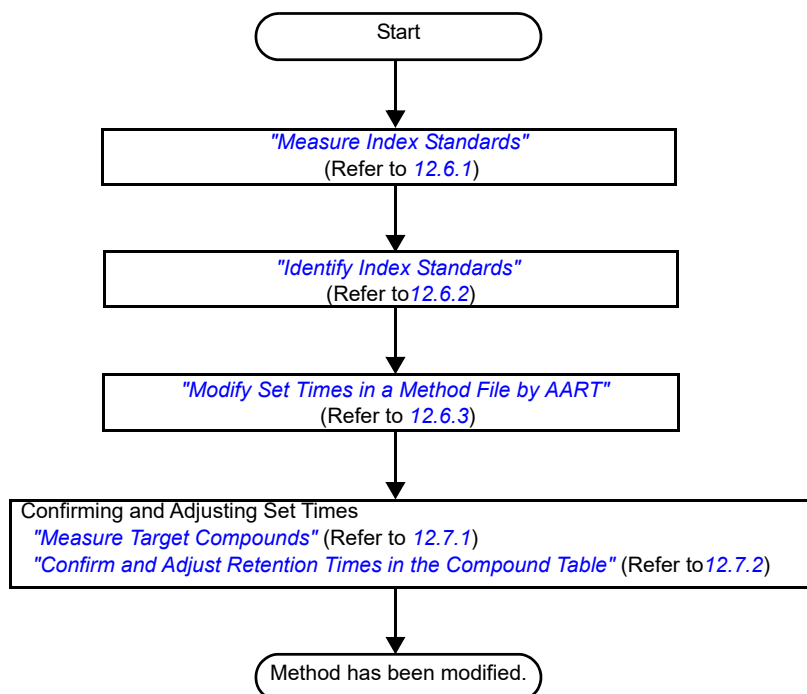 Start
"Measure Index Standards"
(Refer to 12.6.1)
"Identify Index Standards"
(Refer to12.6.2)
"Modify Set Times in a Method File by AART"
(Refer to 12.6.3)
Confirming and Adjusting Set Times
"Measure Target Compounds" (Refer to 12.7.1)
"Confirm and Adjust Retention Times in the Compound Table" (Refer to12.7.2)
Method has been modified.